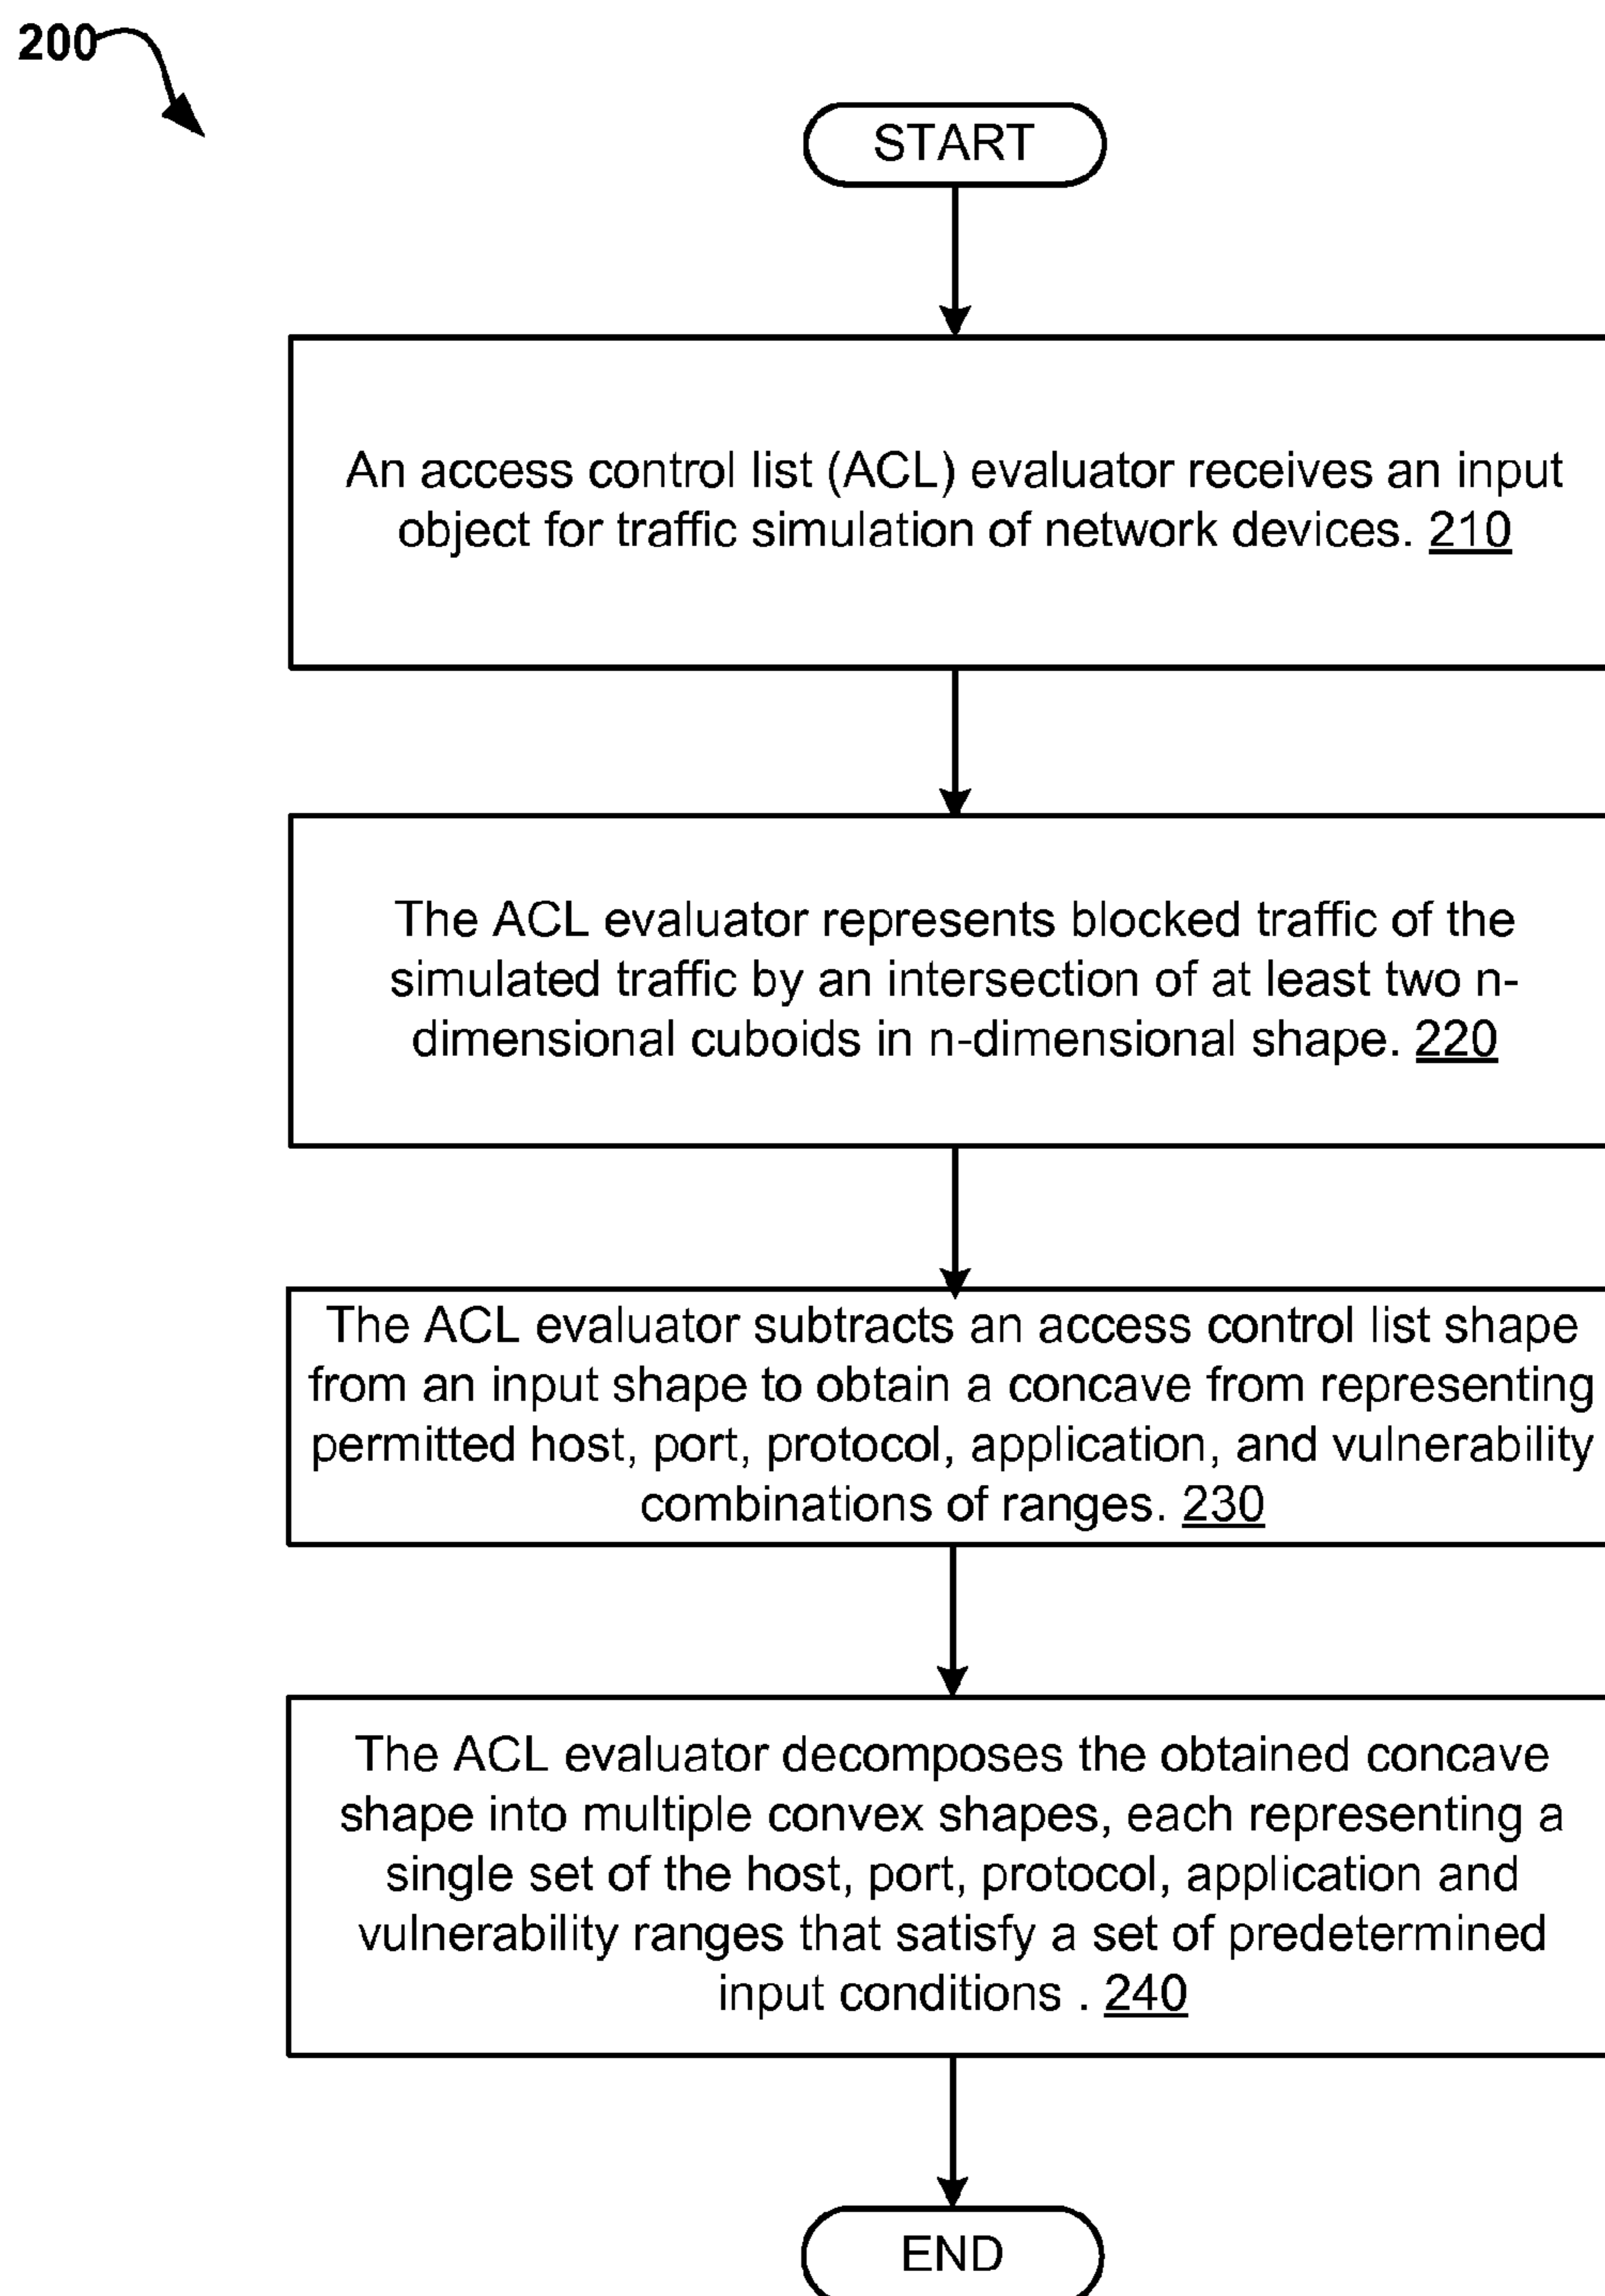 200
START
An access control list (ACL) evaluator receives an input
object for traffic simulation of network devices. 210
The ACL evaluator represents blocked traffic of the
simulated traffic by an intersection of at least two n-
dimensional cuboids in n-dimensional shape. 220
The ACL evaluator subtracts an access control list shape
from an input shape to obtain a concave from representing
permitted host, port, protocol, application, and vulnerability
combinations of ranges. 230
The ACL evaluator decomposes the obtained concave
shape into multiple convex shapes, each representing a
single set of the host, port, protocol, application and
vulnerability ranges that satisfy a set of predetermined
input conditions . 240
END